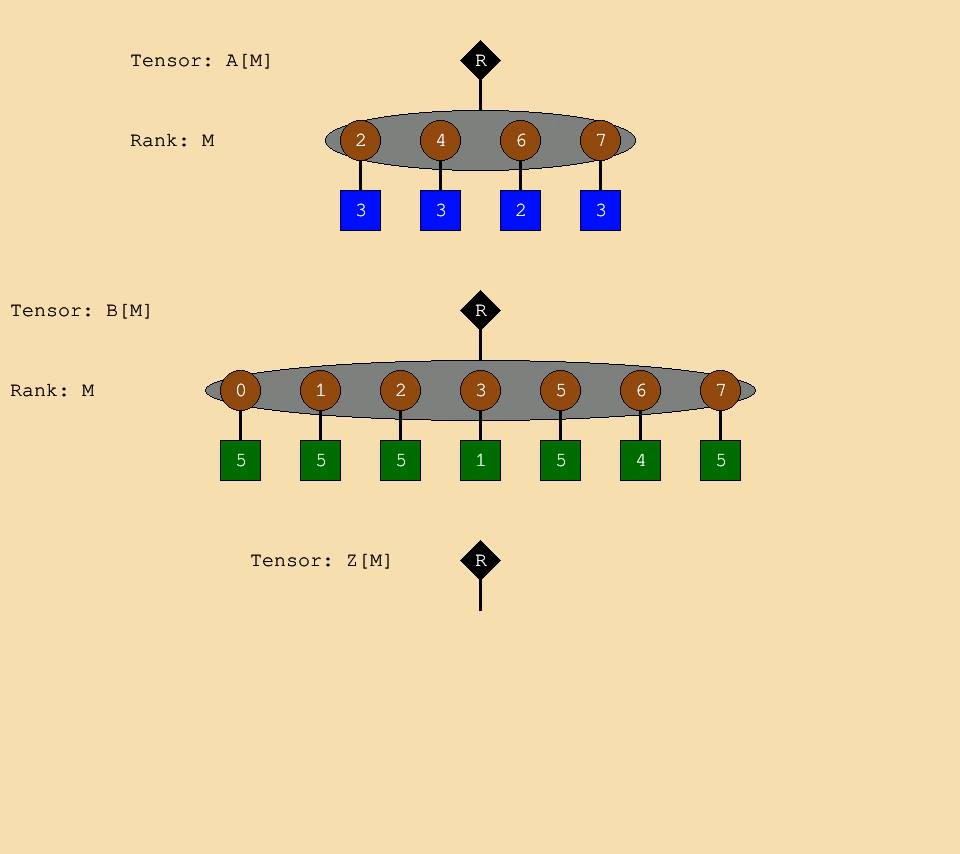 Tensor: A[M] R
Rank: M 2 4 6 7
3 3 2 3
Tensor: B[M] R
Rank: M 0 1 2 3 5 6 7
5 5 5 1 5 4 5
Tensor: Z[M] R